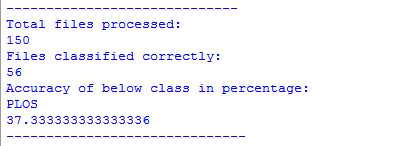 -----------------------------
Total files processed:
150
Files classified correctly:
56
Accuracy of below class in percentage:
PLOS
37.333333333333336
------------------------------